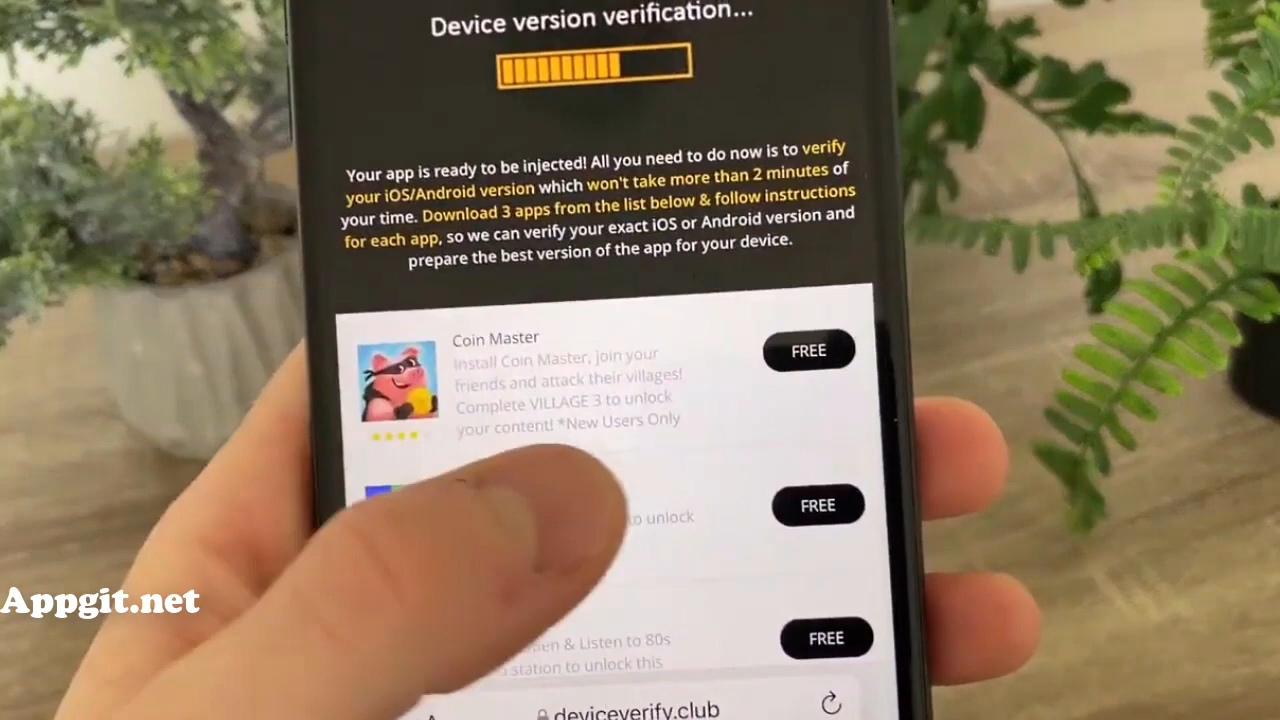 Device version verification...
Your app is ready to be injected! All you need to do now is to verify
your iOS/Android version which won't take more than 2 minutes of
your time. Download 3 apps from the list below & follow instructions
for each app, so we can verify your exact iOS or Android version and
prepare the best version of the app for your device.
Coin Master
Install Coin Master, join your
friends and attack their villages!
Complete VILLAGE 3 to unlock
your content! *New Users Only
FREE
to unlock
FREE
& Listen to 80s
station to unlock this
FREE
deviceverify.club
Appgit.net